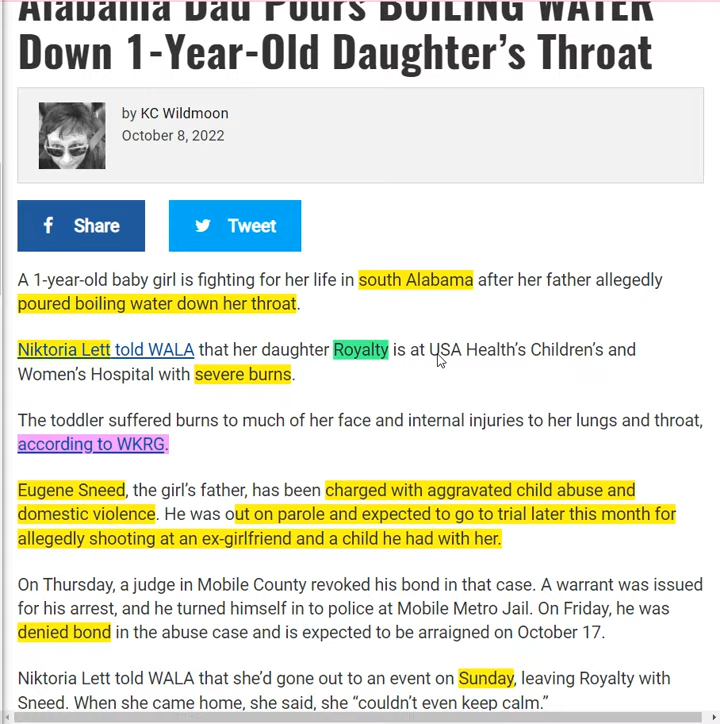 Alabama Dad Pours BOILING WATER
Down 1-Year-Old Daughter’s Throat
by KC Wildmoon
October 8, 2022
Share
Tweet
A 1-year-old baby girl is fighting for her life in south Alabama after her father allegedly
poured boiling water down her throat.
Niktoria Lett told WALA that her daughter Royalty is at USA Health’s Children’s and
Women’s Hospital with severe burns.
The toddler suffered burns to much of her face and internal injuries to her lungs and throat,
according to WKRG.
Eugene Sneed, the girl’s father, has been charged with aggravated child abuse and
domestic violence. He was out on parole and expected to go to trial later this month for
allegedly shooting at an ex-girlfriend and a child he had with her.
On Thursday, a judge in Mobile County revoked his bond in that case. A warrant was issued
for his arrest, and he turned himself in to police at Mobile Metro Jail. On Friday, he was
denied bond in the abuse case and is expected to be arraigned on October 17.
Niktoria Lett told WALA that she’d gone out to an event on Sunday, leaving Royalty with
Sneed. When she came home, she said, she “couldn’t even keep calm.”